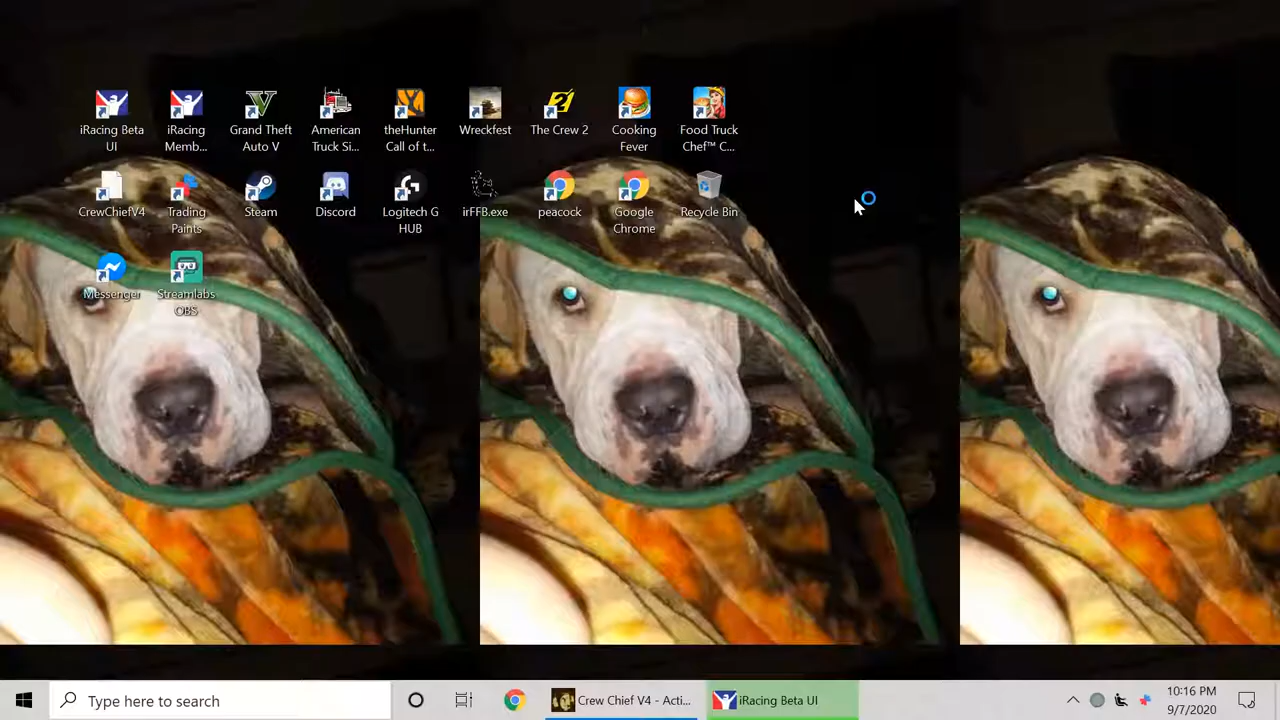 iRacing Beta
UI
iRacing
Memb...
Grand Theft
Auto V
American
Truck Si...
theHunter
Call of t...
Wreckfest
The Crew 2
Cooking
Fever
Food Truck
Chef™ C...
CrewChiefV4
Trading
Paints
Steam
Discord
Logitech G
HUB
irFFB.exe
peacock
Google
Chrome
Recycle Bin
Messenger
Streamlabs
OBS
Type here to search
Crew Chief V4 - Acti...
iRacing Beta UI
10:16 PM
9/7/2020